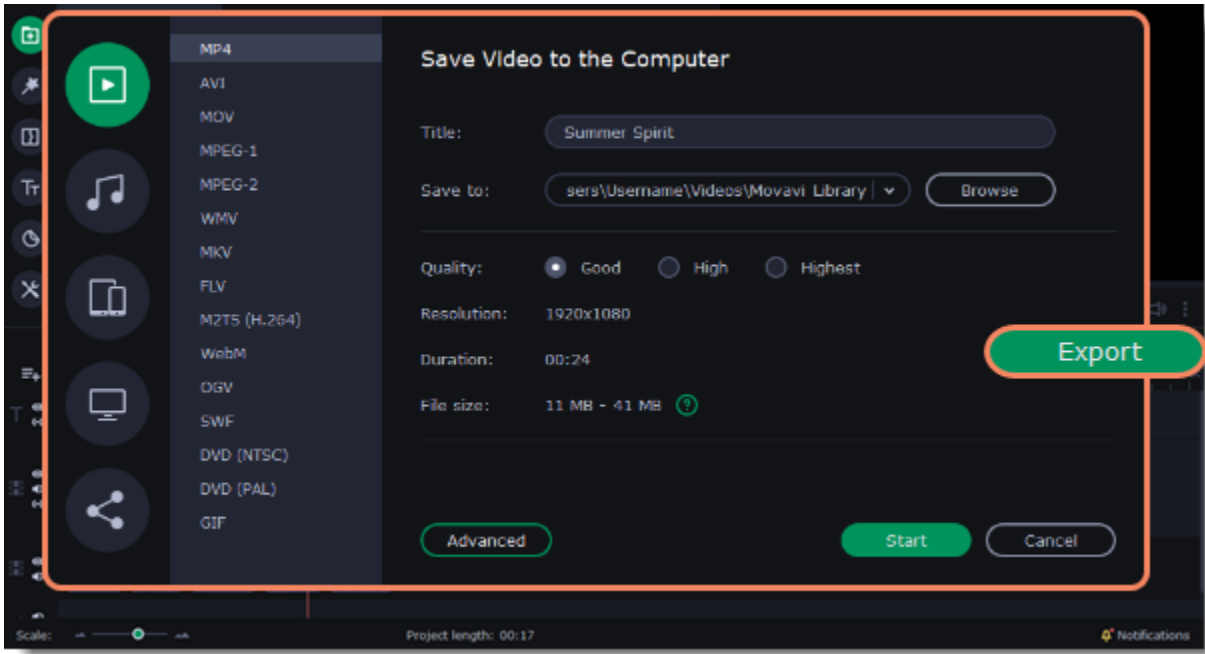 MP4
AVI
MOV
MPEG-1
MPEG-2
WMV
MKV
FLV
M2TS (H.264)
WebM
OGV
SWF
DVD (NTSC)
DVD (PAL)
GIF
Save Video to the Computer
Title: Summer Spirit
Save to: sers\Username\Videos\Movavi Library Browse
Quality: Good High Highest
Resolution: 1920x1080
Duration: 00:24
File size: 11 MB - 41 MB ?
Export
Advanced Start Cancel
Scale: Project length: 00:17 Notifications